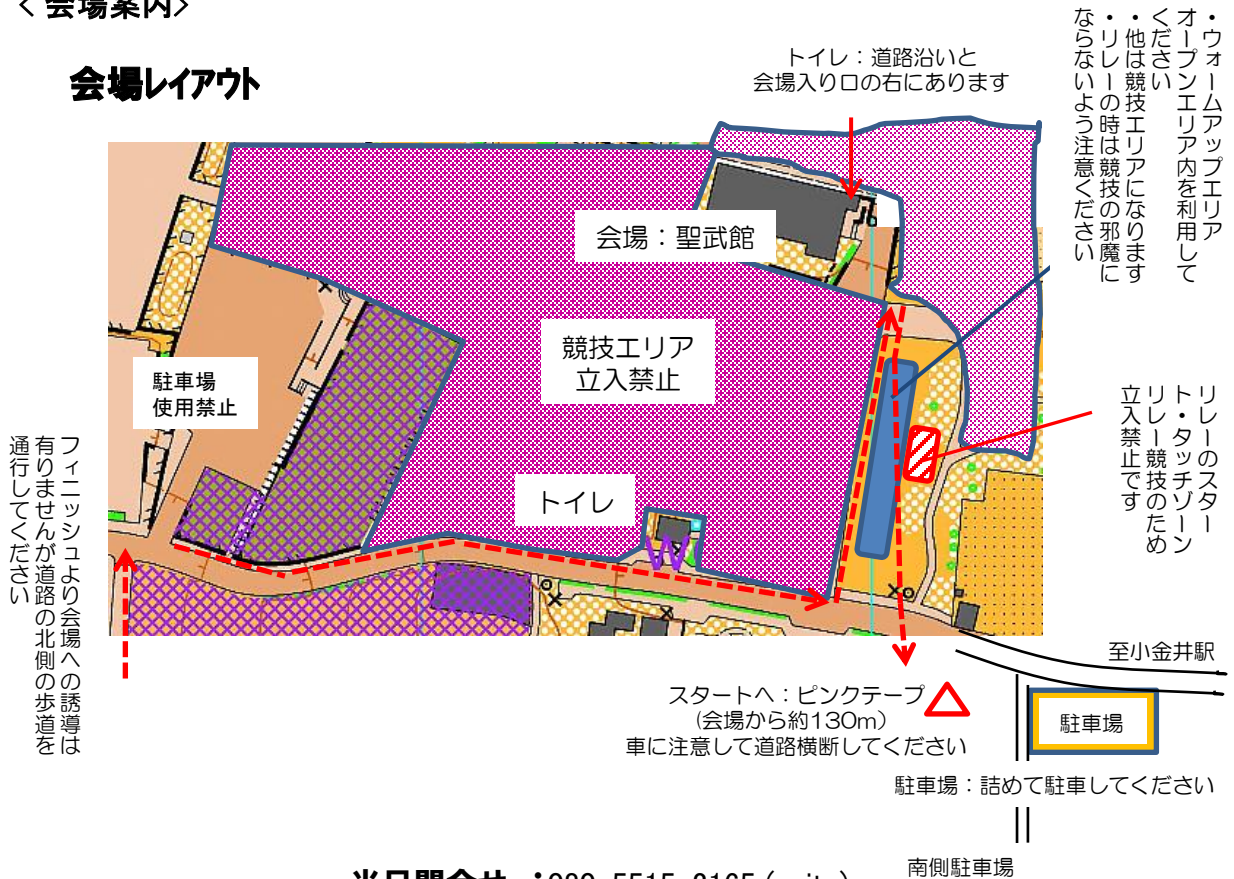 <会場案内>
会場レイアウト
トイレ：道路沿いと
会場入り口の右にあります
・ウォームアップエリア
オープンエリア内を利用して
ください
・他は競技エリアになります
・リレーの時は競技の邪魔に
ならないよう注意ください
会場：聖武館
競技エリア
立入禁止
駐車場
使用禁止
トイレ
W
リレーのスター
ト・タッチゾーン
リレー競技のため
立入禁止です
フィニッシュより会場への誘導は
有りませんが道路の北側の歩道を
通行してください
至小金井駅
スタートへ：ピンクテープ
（会場から約130m）
車に注意して道路横断してください
駐車場
駐車場：詰めて駐車してください
南側駐車場